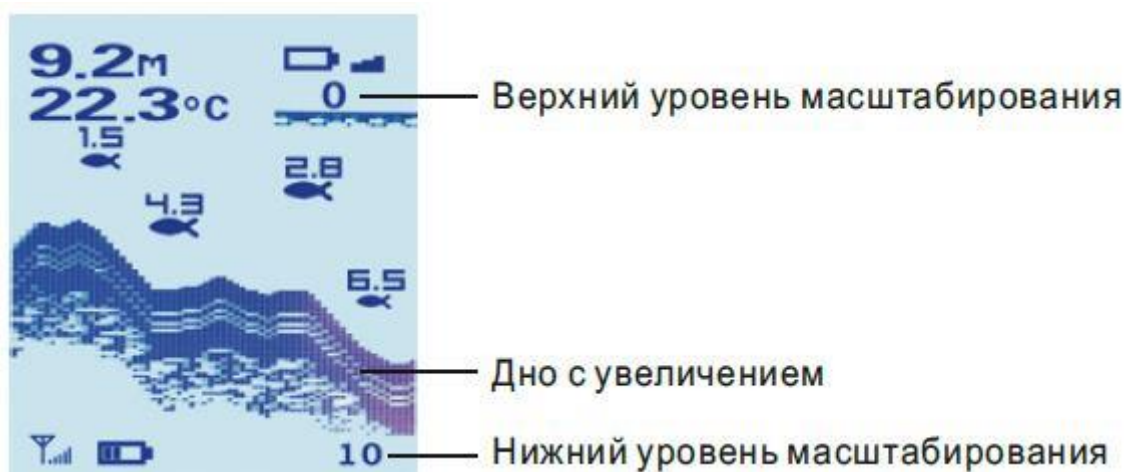 9.2м
22.3°C
0
Верхний уровень масштабирования
1.5
2.8
4.3
6.5
Дно с увеличением
10
Нижний уровень масштабирования